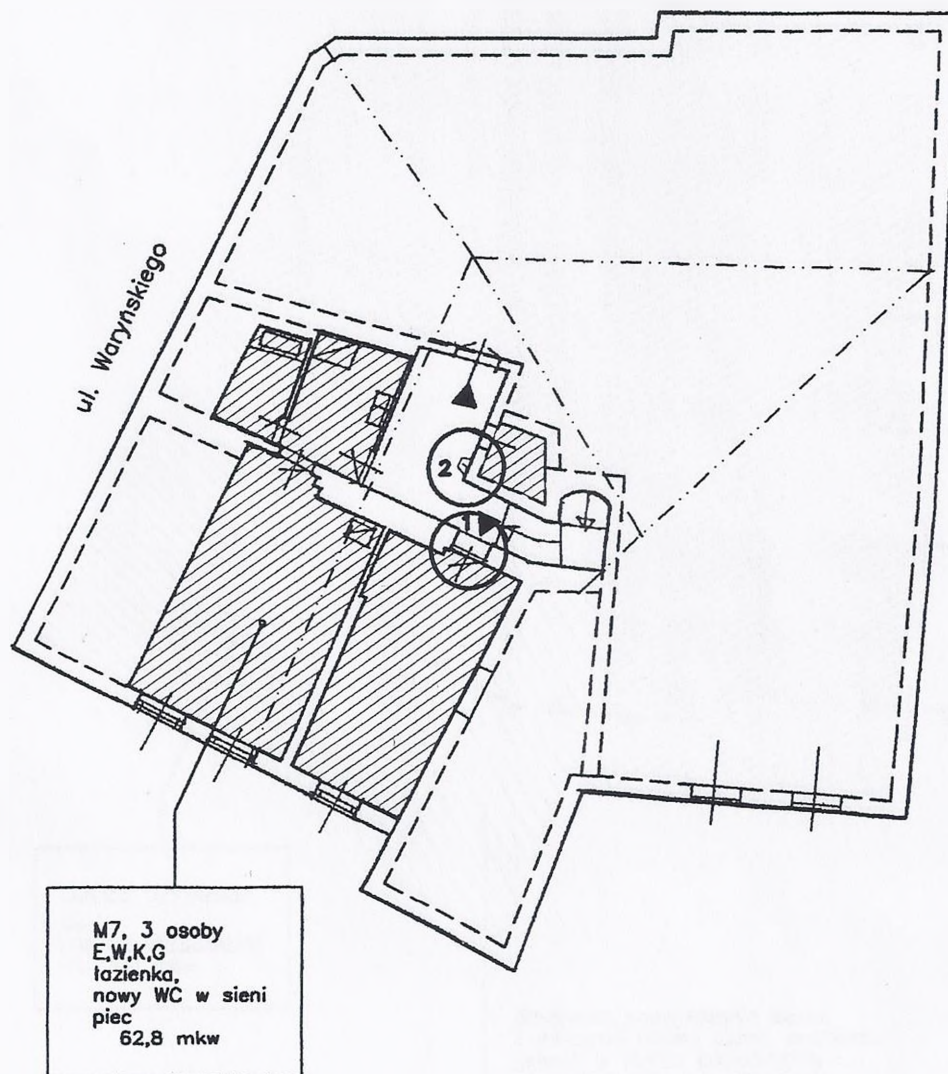 ul. Waryńskiego
2
1
M7, 3 osoby
E,W,K,G
łazienka,
nowy WC w sieni
piec
62,8 mkw